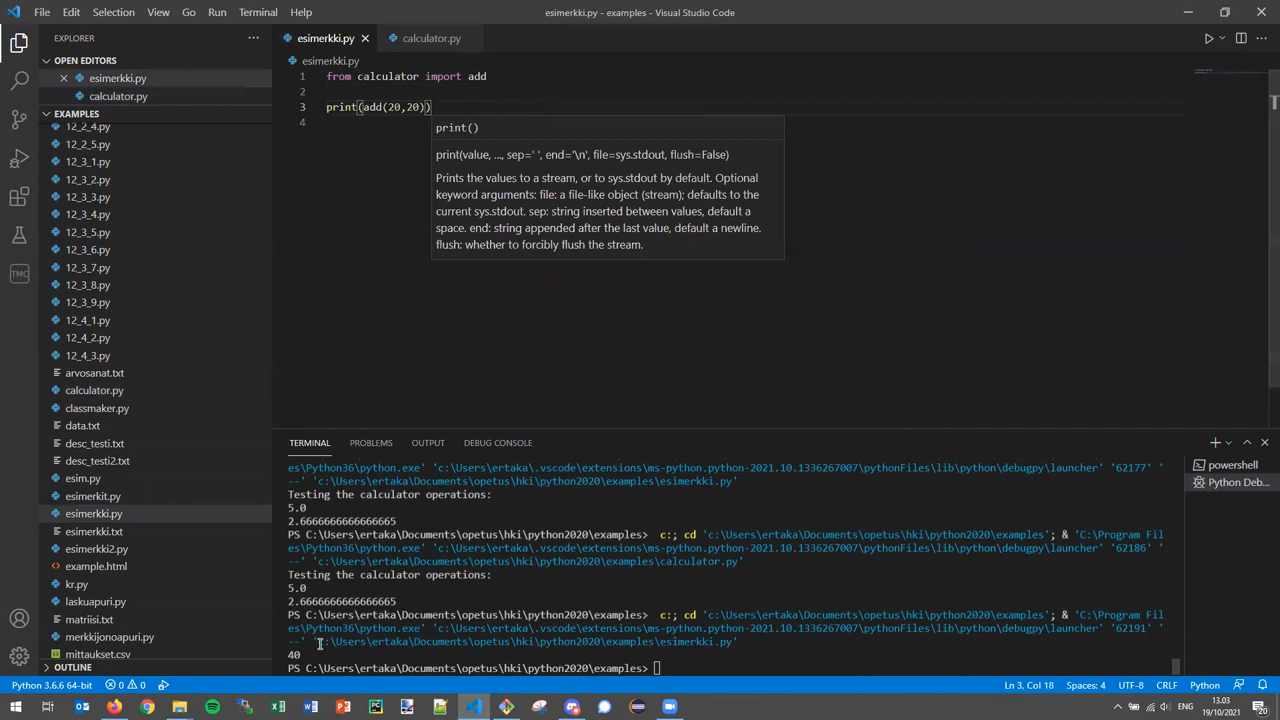 File Edit Selection View Go Run Terminal Help esimerkki.py - examples - Visual Studio Code
EXPLORER
OPEN EDITORS
esimerkki.py
calculator.py
EXAMPLES
12_2_4.py
12_2_5.py
12_3_1.py
12_3_2.py
12_3_3.py
12_3_4.py
12_3_5.py
12_3_6.py
12_3_7.py
12_3_8.py
12_3_9.py
12_4_1.py
12_4_2.py
12_4_3.py
arvosanat.txt
calculator.py
classmaker.py
data.txt
desc_testi.txt
desc_testi2.txt
esim.py
esimerkit.py
esimerkki.py
esimerkki.txt
esimerkki2.py
example.html
kr.py
laskuapuri.py
matriisi.txt
merkkijonoapuri.py
mittaukset.csv
OUTLINE
TMC
esimerkki.py calculator.py
esimerkki.py
1 from calculator import add
2
3 print(add(20,20))
4
print()
print(value, ..., sep=' ', end='\n', file=sys.stdout, flush=False)
Prints the values to a stream, or to sys.stdout by default. Optional
keyword arguments: file: a file-like object (stream); defaults to the
current sys.stdout. sep: string inserted between values, default a
space. end: string appended after the last value, default a newline.
flush: whether to forcibly flush the stream.
TERMINAL PROBLEMS OUTPUT DEBUG CONSOLE
es\Python36\python.exe' 'c:\Users\ertaka\.vscode\extensions\ms-python.python-2021.10.1336267007\pythonFiles\lib\python\debugpy\launcher' '62177' '
--' 'c:\Users\ertaka\Documents\opetus\hki\python2020\examples\esimerkki.py'
Testing the calculator operations:
5.0
2.6666666666666665
PS C:\Users\ertaka\Documents\opetus\hki\python2020\examples> c:; cd 'c:\Users\ertaka\Documents\opetus\hki\python2020\examples'; & 'C:\Program Fil
es\Python36\python.exe' 'c:\Users\ertaka\.vscode\extensions\ms-python.python-2021.10.1336267007\pythonFiles\lib\python\debugpy\launcher' '62186' '
--' 'c:\Users\ertaka\Documents\opetus\hki\python2020\examples\calculator.py'
Testing the calculator operations:
5.0
2.6666666666666665
PS C:\Users\ertaka\Documents\opetus\hki\python2020\examples> c:; cd 'c:\Users\ertaka\Documents\opetus\hki\python2020\examples'; & 'C:\Program Fil
es\Python36\python.exe' 'c:\Users\ertaka\.vscode\extensions\ms-python.python-2021.10.1336267007\pythonFiles\lib\python\debugpy\launcher' '62191' '
--' 'c:\Users\ertaka\Documents\opetus\hki\python2020\examples\esimerkki.py'
40
PS C:\Users\ertaka\Documents\opetus\hki\python2020\examples>
powershell
Python Deb...
Python 3.6.6 64-bit 0 0 Ln 3, Col 18 Spaces: 4 UTF-8 CRLF Python
13.03
19/10/2021
20